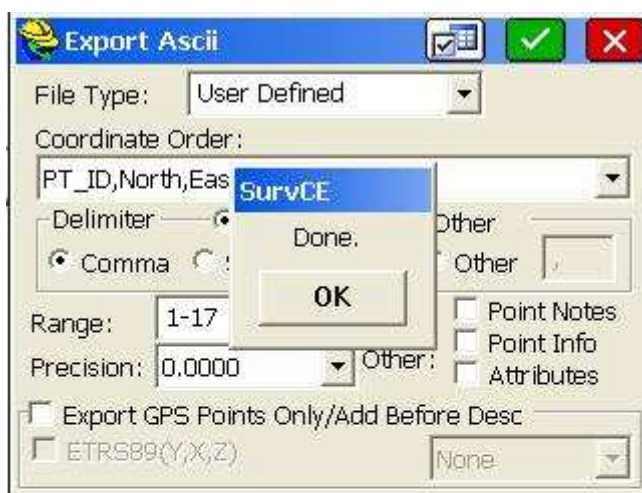 Export Ascii
File Type: User Defined
Coordinate Order:
PT_ID,North,Eas
SurvCE
Delimiter Other
Done.
Comma Other ,
OK
Range: 1-17 Point Notes
Point Info
Precision: 0.0000 Other: Attributes
Export GPS Points Only/Add Before Desc
ETRS89(Y,X,Z) None